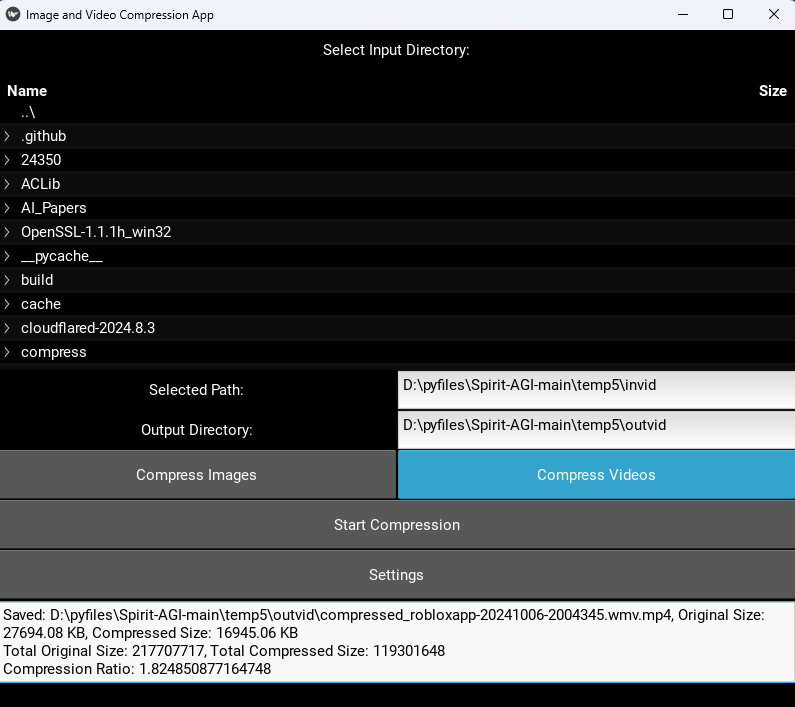 Image and Video Compression App
Select Input Directory:
Name Size
..\
.github
24350
ACLib
AI_Papers
OpenSSL-1.1.1h_win32
__pycache__
build
cache
cloudflared-2024.8.3
compress
Selected Path: D:\pyfiles\Spirit-AGI-main\temp5\invid
Output Directory: D:\pyfiles\Spirit-AGI-main\temp5\outvid
Compress Images Compress Videos
Start Compression
Settings
Saved: D:\pyfiles\Spirit-AGI-main\temp5\outvid\compressed_robloxapp-20241006-2004345.wmv.mp4, Original Size:
27694.08 KB, Compressed Size: 16945.06 KB
Total Original Size: 217707717, Total Compressed Size: 119301648
Compression Ratio: 1.824850877164748